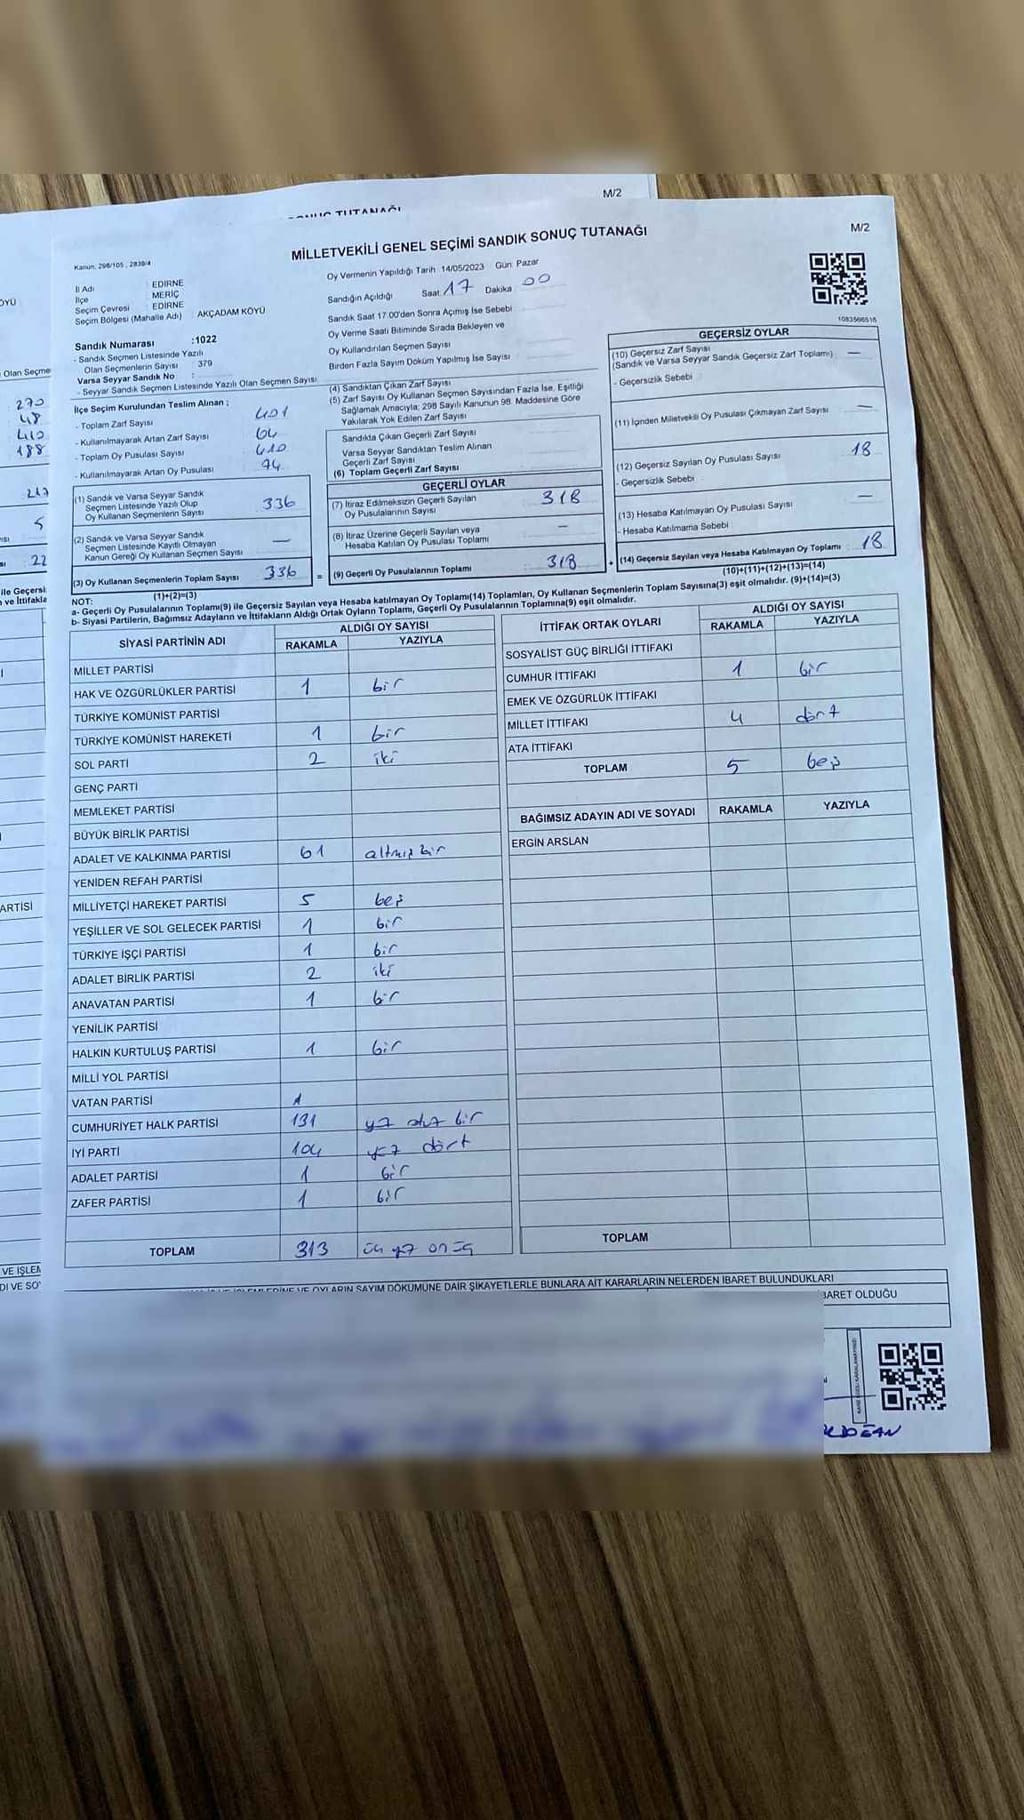 SONUÇ TUTANAĞI
M/2
M/2
MİLLETVEKİLİ GENEL SEÇİMİ SANDIK SONUÇ TUTANAĞI
Kanun: 298/105 , 2839/4
İl Adı EDİRNE
İlçe MERİÇ
Seçim Çevresi EDİRNE
Seçim Bölgesi (Mahalle Adı) : AKÇADAM KÖYÜ
Sandık Numarası :1022
- Sandık Seçmen Listesinde Yazılı
Olan Seçmenlerin Sayısı : 379
Varsa Seyyar Sandık No :
- Seyyar Sandık Seçmen Listesinde Yazılı Olan Seçmen Sayısı
İlçe Seçim Kurulundan Teslim Alınan ;
- Toplam Zarf Sayısı 401
- Kullanılmayarak Artan Zarf Sayısı 64
- Toplam Oy Pusulası Sayısı 410
- Kullanılmayarak Artan Oy Pusulası 74
(1) Sandık ve Varsa Seyyar Sandık
Seçmen Listesinde Yazılı Olup
Oy Kullanan Seçmenlerin Sayısı 336
(2) Sandık ve Varsa Seyyar Sandık
Seçmen Listesinde Kayıtlı Olmayan
Kanun Gereği Oy Kullanan Seçmen Sayısı —
(3) Oy Kullanan Seçmenlerin Toplam Sayısı 336
(1)+(2)=(3)
Oy Vermenin Yapıldığı Tarih :14/05/2023 Gün: Pazar
Sandığın Açıldığı Saat 17 Dakika 00
Sandık Saat 17:00'den Sonra Açılmış İse Sebebi
Oy Verme Saati Bitiminde Sırada Bekleyen ve
Oy Kullandırılan Seçmen Sayısı
Birden Fazla Sayım Döküm Yapılmış İse Sayısı
(4) Sandıktan Çıkan Zarf Sayısı
(5) Zarf Sayısı Oy Kullanan Seçmen Sayısından Fazla İse, Eşitliği
Sağlamak Amacıyla; 298 Sayılı Kanunun 98. Maddesine Göre
Yakılarak Yok Edilen Zarf Sayısı
Sandıkta Çıkan Geçerli Zarf Sayısı
Varsa Seyyar Sandıktan Teslim Alınan
Geçerli Zarf Sayısı
(6) Toplam Geçerli Zarf Sayısı
GEÇERLİ OYLAR
(7) İtiraz Edilmeksizin Geçerli Sayılan
Oy Pusulalarının Sayısı 318
(8) İtiraz Üzerine Geçerli Sayılan veya
Hesaba Katılan Oy Pusulası Toplamı —
= (9) Geçerli Oy Pusulalarının Toplamı 318 +
1083566516
GEÇERSİZ OYLAR
(10) Geçersiz Zarf Sayısı
(Sandık ve Varsa Seyyar Sandık Geçersiz Zarf Toplamı) —
- Geçersizlik Sebebi
(11) İçinden Milletvekili Oy Pusulası Çıkmayan Zarf Sayısı —
(12) Geçersiz Sayılan Oy Pusulası Sayısı 18
- Geçersizlik Sebebi
(13) Hesaba Katılmayan Oy Pusulası Sayısı —
- Hesaba Katılmama Sebebi
(14) Geçersiz Sayılan veya Hesaba Katılmayan Oy Toplamı 18
(10)+(11)+(12)+(13)=(14)
NOT:
a- Geçerli Oy Pusulalarının Toplamı(9) ile Geçersiz Sayılan veya Hesaba katılmayan Oy Toplamı(14) Toplamları, Oy Kullanan Seçmenlerin Toplam Sayısına(3) eşit olmalıdır. (9)+(14)=(3)
b- Siyasi Partilerin, Bağımsız Adayların ve İttifakların Aldığı Ortak Oyların Toplamı, Geçerli Oy Pusulalarının Toplamına(9) eşit olmalıdır.
SİYASİ PARTİNİN ADI ALDIĞI OY SAYISI
RAKAMLA YAZIYLA
MİLLET PARTİSİ
HAK VE ÖZGÜRLÜKLER PARTİSİ 1 bir
TÜRKİYE KOMÜNİST PARTİSİ
TÜRKİYE KOMÜNİST HAREKETİ 1 bir
SOL PARTİ 2 iki
GENÇ PARTİ
MEMLEKET PARTİSİ
BÜYÜK BİRLİK PARTİSİ
ADALET VE KALKINMA PARTİSİ 61 altmış bir
YENİDEN REFAH PARTİSİ
MİLLİYETÇİ HAREKET PARTİSİ 5 beş
YEŞİLLER VE SOL GELECEK PARTİSİ 1 bir
TÜRKİYE İŞÇİ PARTİSİ 1 bir
ADALET BİRLİK PARTİSİ 2 iki
ANAVATAN PARTİSİ 1 bir
YENİLİK PARTİSİ
HALKIN KURTULUŞ PARTİSİ 1 bir
MİLLİ YOL PARTİSİ
VATAN PARTİSİ 1
CUMHURİYET HALK PARTİSİ 131 yz otuz bir
İYİ PARTİ 104 yüz dört
ADALET PARTİSİ 1 bir
ZAFER PARTİSİ 1 bir
TOPLAM 313 üç yz onüç
İTTİFAK ORTAK OYLARI ALDIĞI OY SAYISI
RAKAMLA YAZIYLA
SOSYALİST GÜÇ BİRLİĞİ İTTİFAKI
CUMHUR İTTİFAKI 1 bir
EMEK VE ÖZGÜRLÜK İTTİFAKI
MİLLET İTTİFAKI 4 dört
ATA İTTİFAKI
TOPLAM 5 beş
BAĞIMSIZ ADAYIN ADI VE SOYADI RAKAMLA YAZIYLA
ERGİN ARSLAN
TOPLAM
OYLARIN SAYIM DÖKÜMÜNE DAİR ŞİKAYETLERLE BUNLARA AİT KARARLARIN NELERDEN İBARET BULUNDUKLARI
BARET OLDUĞU
ÖYÜ
Olan Seçme
270
48
410
188
217
5
22
ile Geçersi
n ve İttifakla
ARTİSİ
VE İŞLEM
DI VE SO